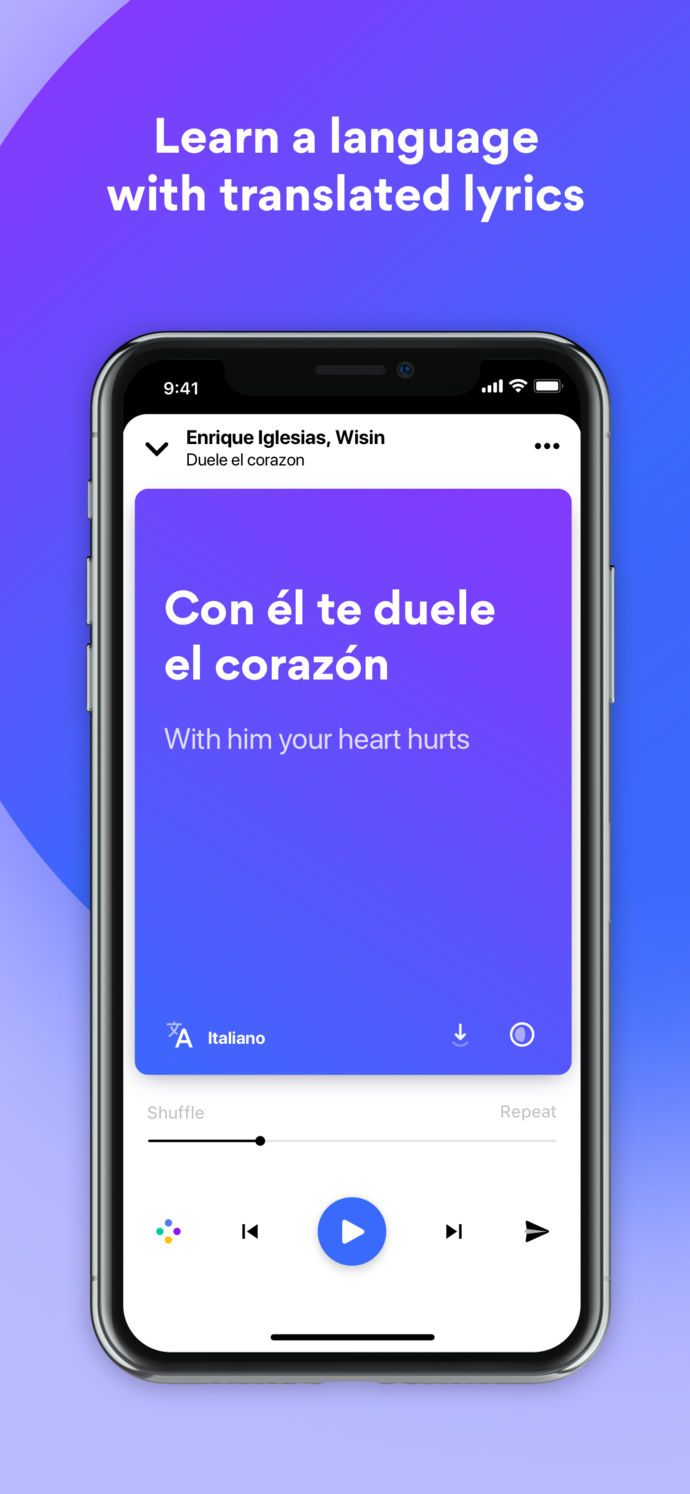 Learn a language
with translated lyrics
9:41
Enrique Iglesias, Wisin
Duele el corazon
Con él te duele
el corazón
With him your heart hurts
Italiano
Shuffle
Repeat